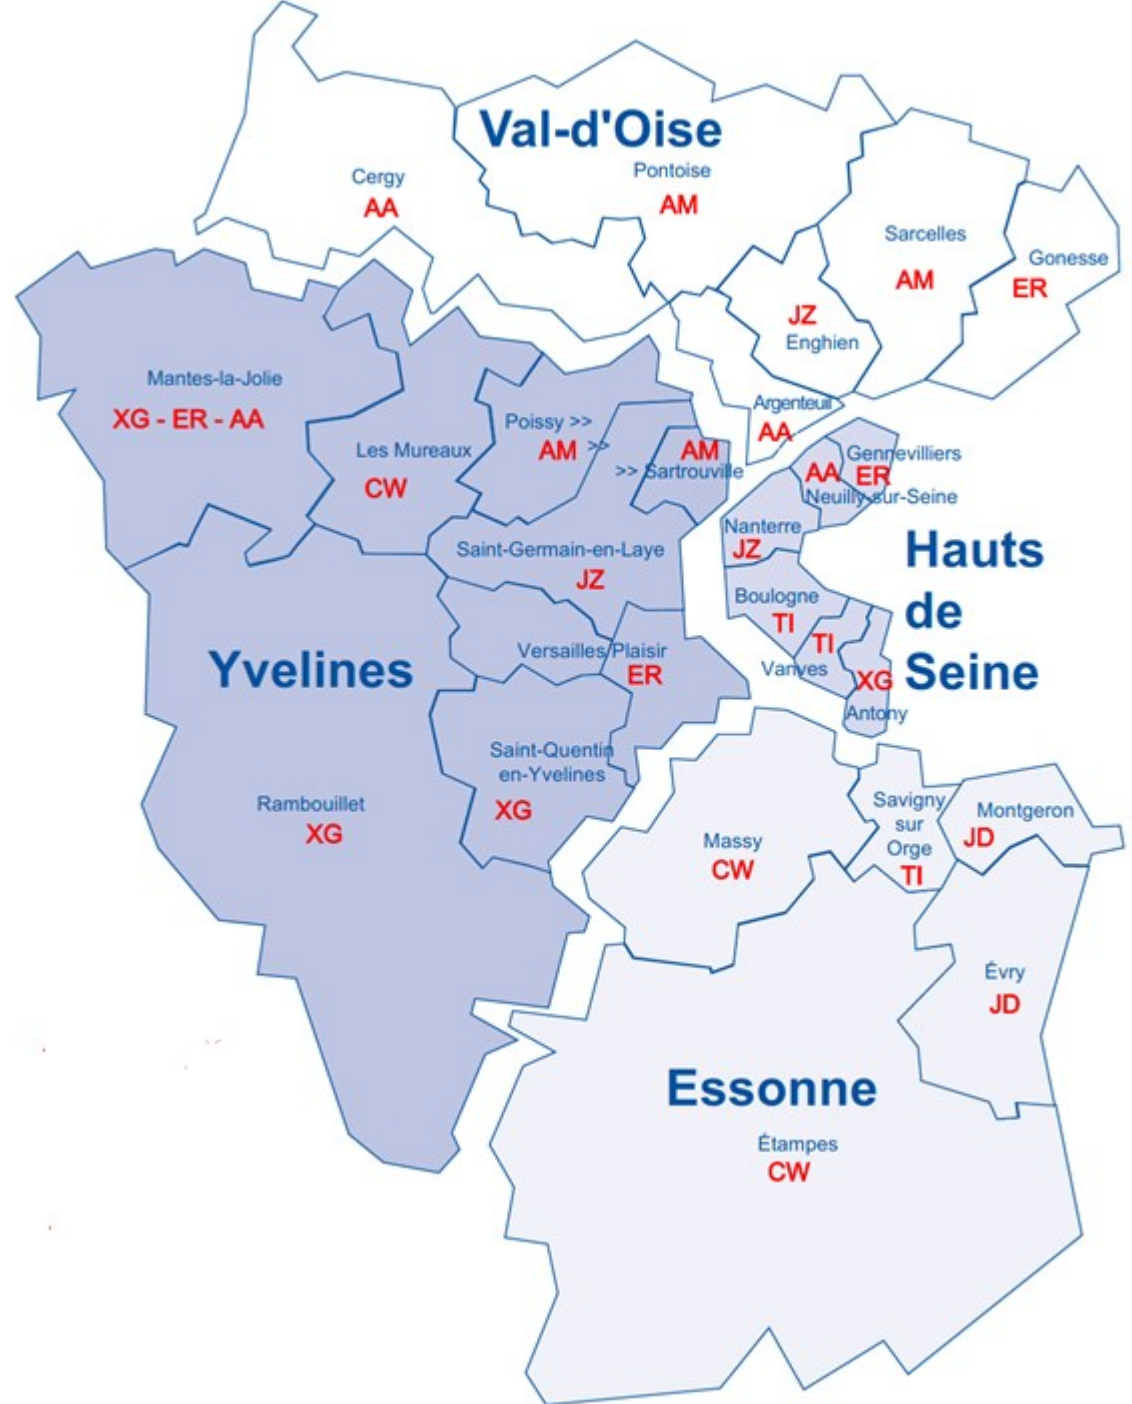 Val-d'Oise
Cergy
AA
Pontoise
AM
Sarcelles
AM
Gonesse
ER
JZ
Enghien
Argenteuil
AA
Mantes-la-Jolie
XG - ER - AA
Les Mureaux
CW
Poissy >>
AM >>
AM
>> Sartrouville
Gennevilliers
AA
ER
Neuilly-sur-Seine
Nanterre
JZ
Hauts
de
Seine
Saint-Germain-en-Laye
JZ
Boulogne
TI
TI
Vanves
XG
Antony
Yvelines
Versailles/Plaisir
ER
Saint-Quentin
en-Yvelines
XG
Rambouillet
XG
Massy
CW
Savigny
sur
Orge
TI
Montgeron
JD
Évry
JD
Essonne
Étampes
CW